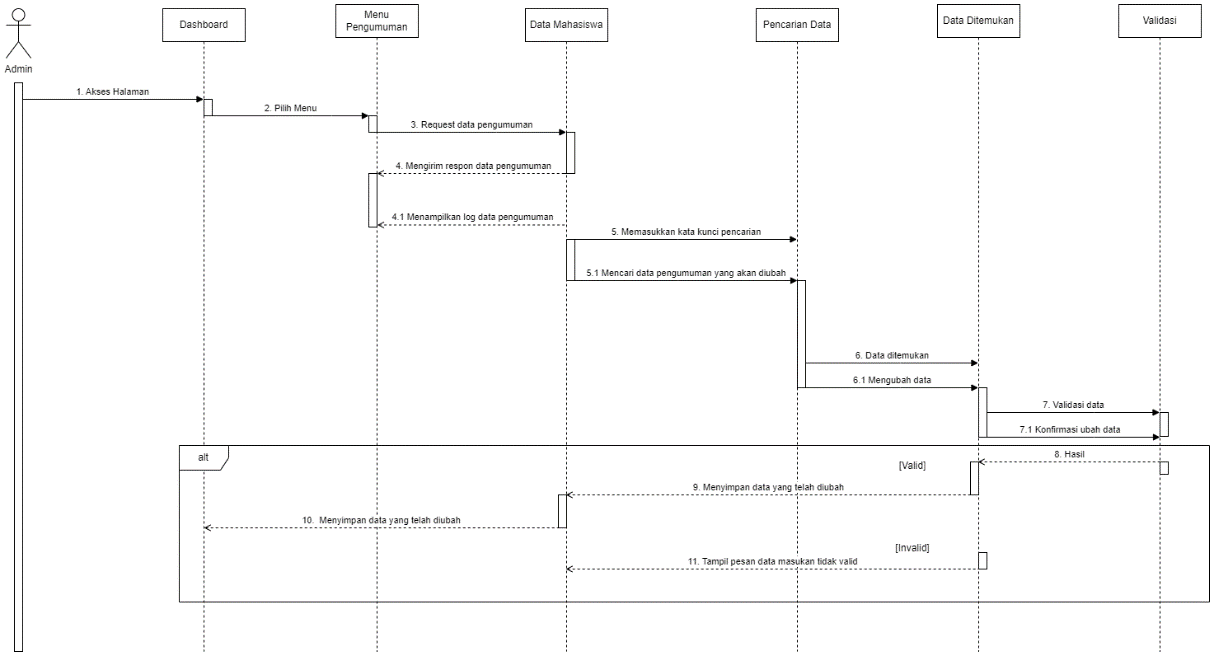 Dashboard
Menu
Pengumuman
Data Mahasiswa
Pencarian Data
Data Ditemukan
Validasi
Admin
1. Akses Halaman
2. Pilih Menu
3. Request data pengumuman
4. Mengirim respon data pengumuman
4.1 Menampilkan log data pengumuman
5. Memasukkan kata kunci pencarian
5.1 Mencari data pengumuman yang akan diubah
6. Data ditemukan
6.1 Mengubah data
7. Validasi data
7.1 Konfirmasi ubah data
alt
8. Hasil
[Valid]
9. Menyimpan data yang telah diubah
10. Menyimpan data yang telah diubah
[Invalid]
11. Tampil pesan data masukan tidak valid